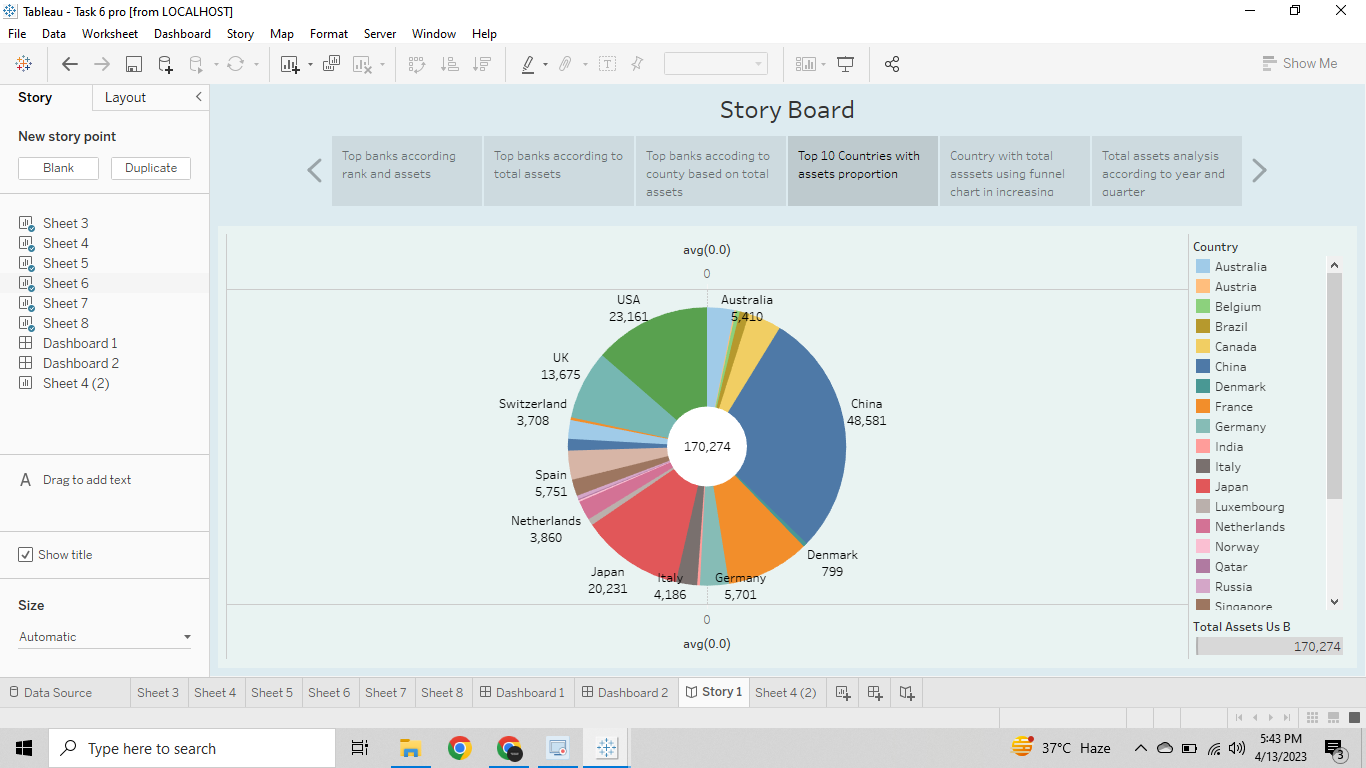 Tableau - Task 6 pro [from LOCALHOST]
File Data Worksheet Dashboard Story Map Format Server Window Help
Show Me
Story Layout
New story point
Blank Duplicate
Sheet 3
Sheet 4
Sheet 5
Sheet 6
Sheet 7
Sheet 8
Dashboard 1
Dashboard 2
Sheet 4 (2)
A Drag to add text
Show title
Size
Automatic
Story Board
Top banks according
rank and assets
Top banks according to
total assets
Top banks accoding to
county based on total
assets
Top 10 Countries with
assets proportion
Country with total
asssets using funnel
chart in increasing
Total assets analysis
according to year and
quarter
avg(0.0)
0
USA
23,161
Australia
5,410
UK
13,675
Switzerland
3,708
China
48,581
170,274
Spain
5,751
Netherlands
3,860
Denmark
799
Japan
20,231
Italy
4,186
Germany
5,701
0
avg(0.0)
Country
Australia
Austria
Belgium
Brazil
Canada
China
Denmark
France
Germany
India
Italy
Japan
Luxembourg
Netherlands
Norway
Qatar
Russia
Singapore
Total Assets Us B
170,274
Data Source Sheet 3 Sheet 4 Sheet 5 Sheet 6 Sheet 7 Sheet 8 Dashboard 1 Dashboard 2 Story 1 Sheet 4 (2)
Type here to search
37°C Haze
5:43 PM
4/13/2023
3